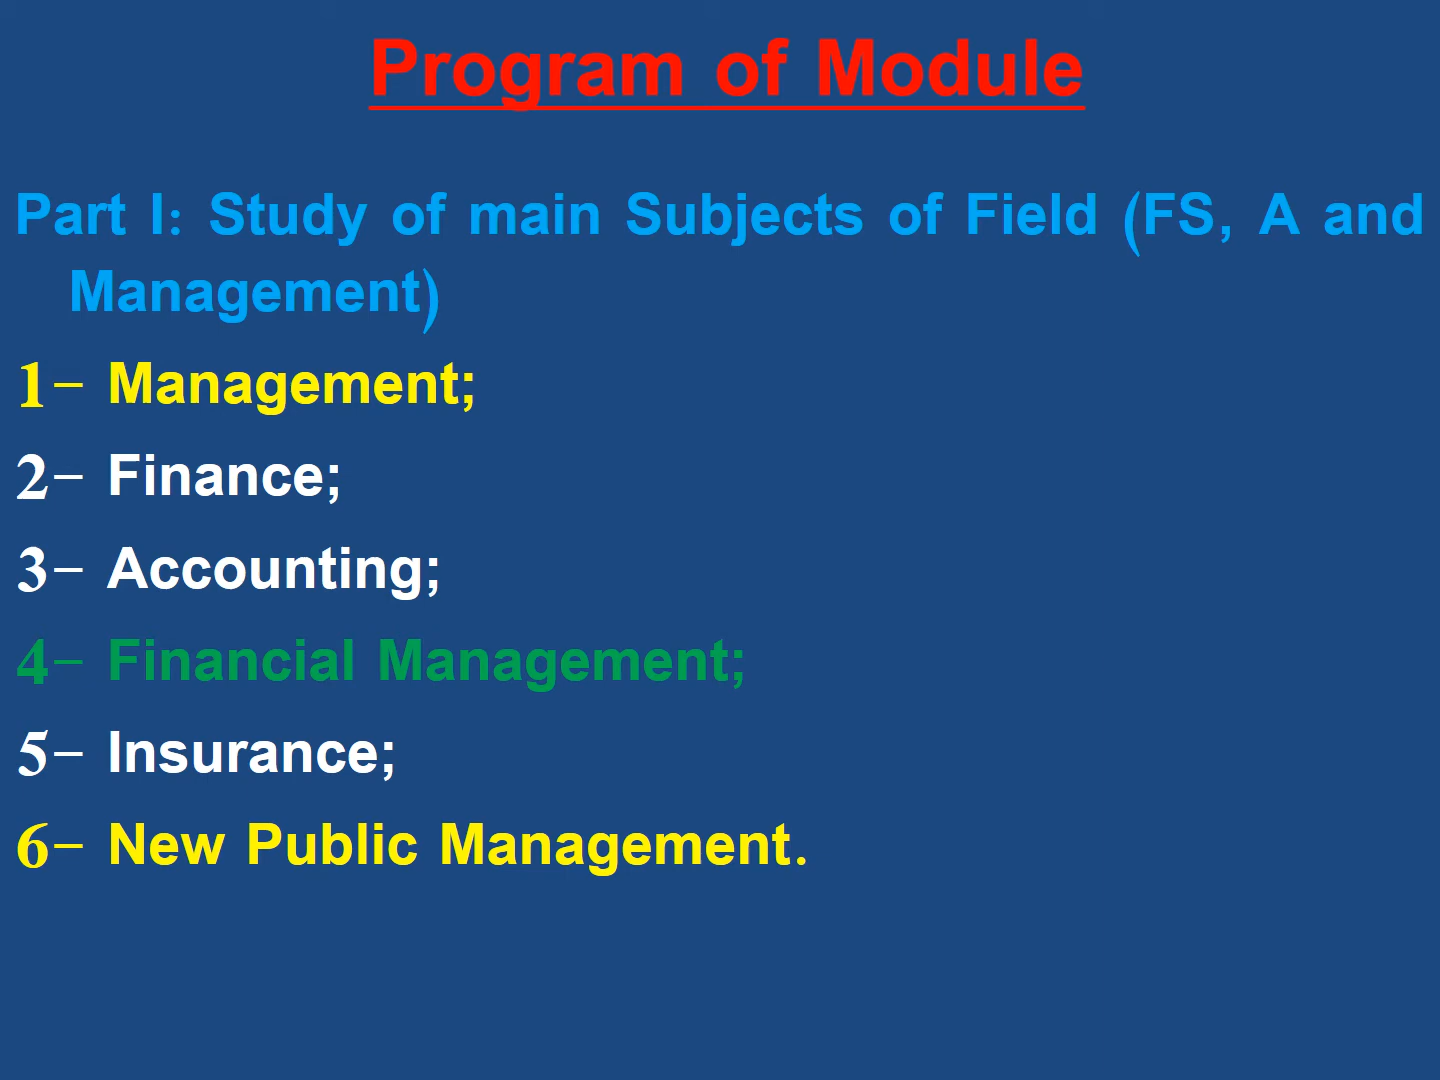 Program of Module
Part I: Study of main Subjects of Field (FS, A and
Management)
1- Management;
2- Finance;
3- Accounting;
4- Financial Management;
5- Insurance;
6- New Public Management.